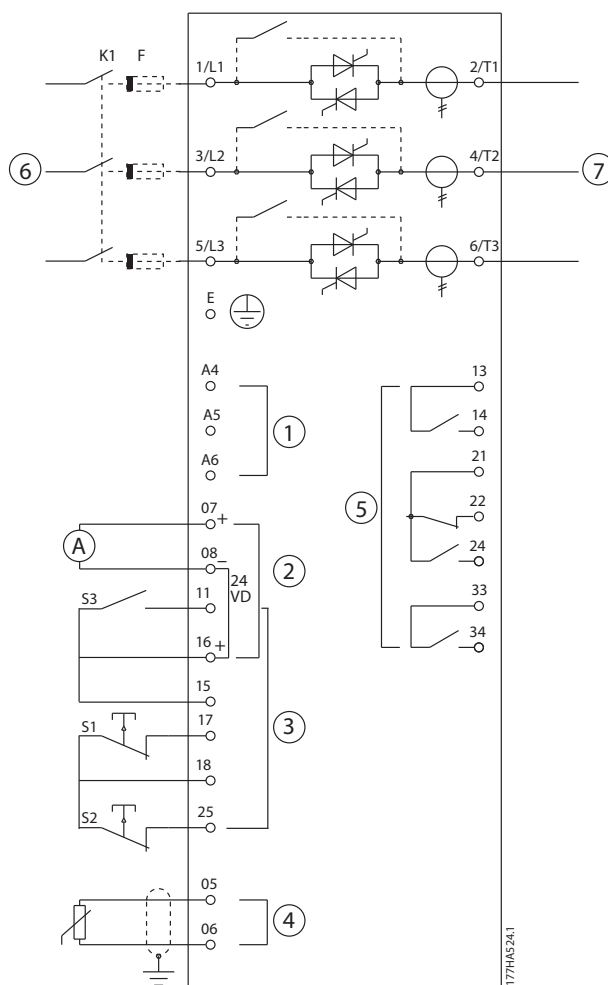 K1 F
1/L1 2/T1
3/L2 4/T2
6 7
5/L3 6/T3
E
A4 13
A5 14
1
A6 21
5
07 + 22
A
08 − 2 24
24
VD
S3 11 33
16 + 34
15
3
S1 17
18
S2 25
05
4
06
177HA524.1